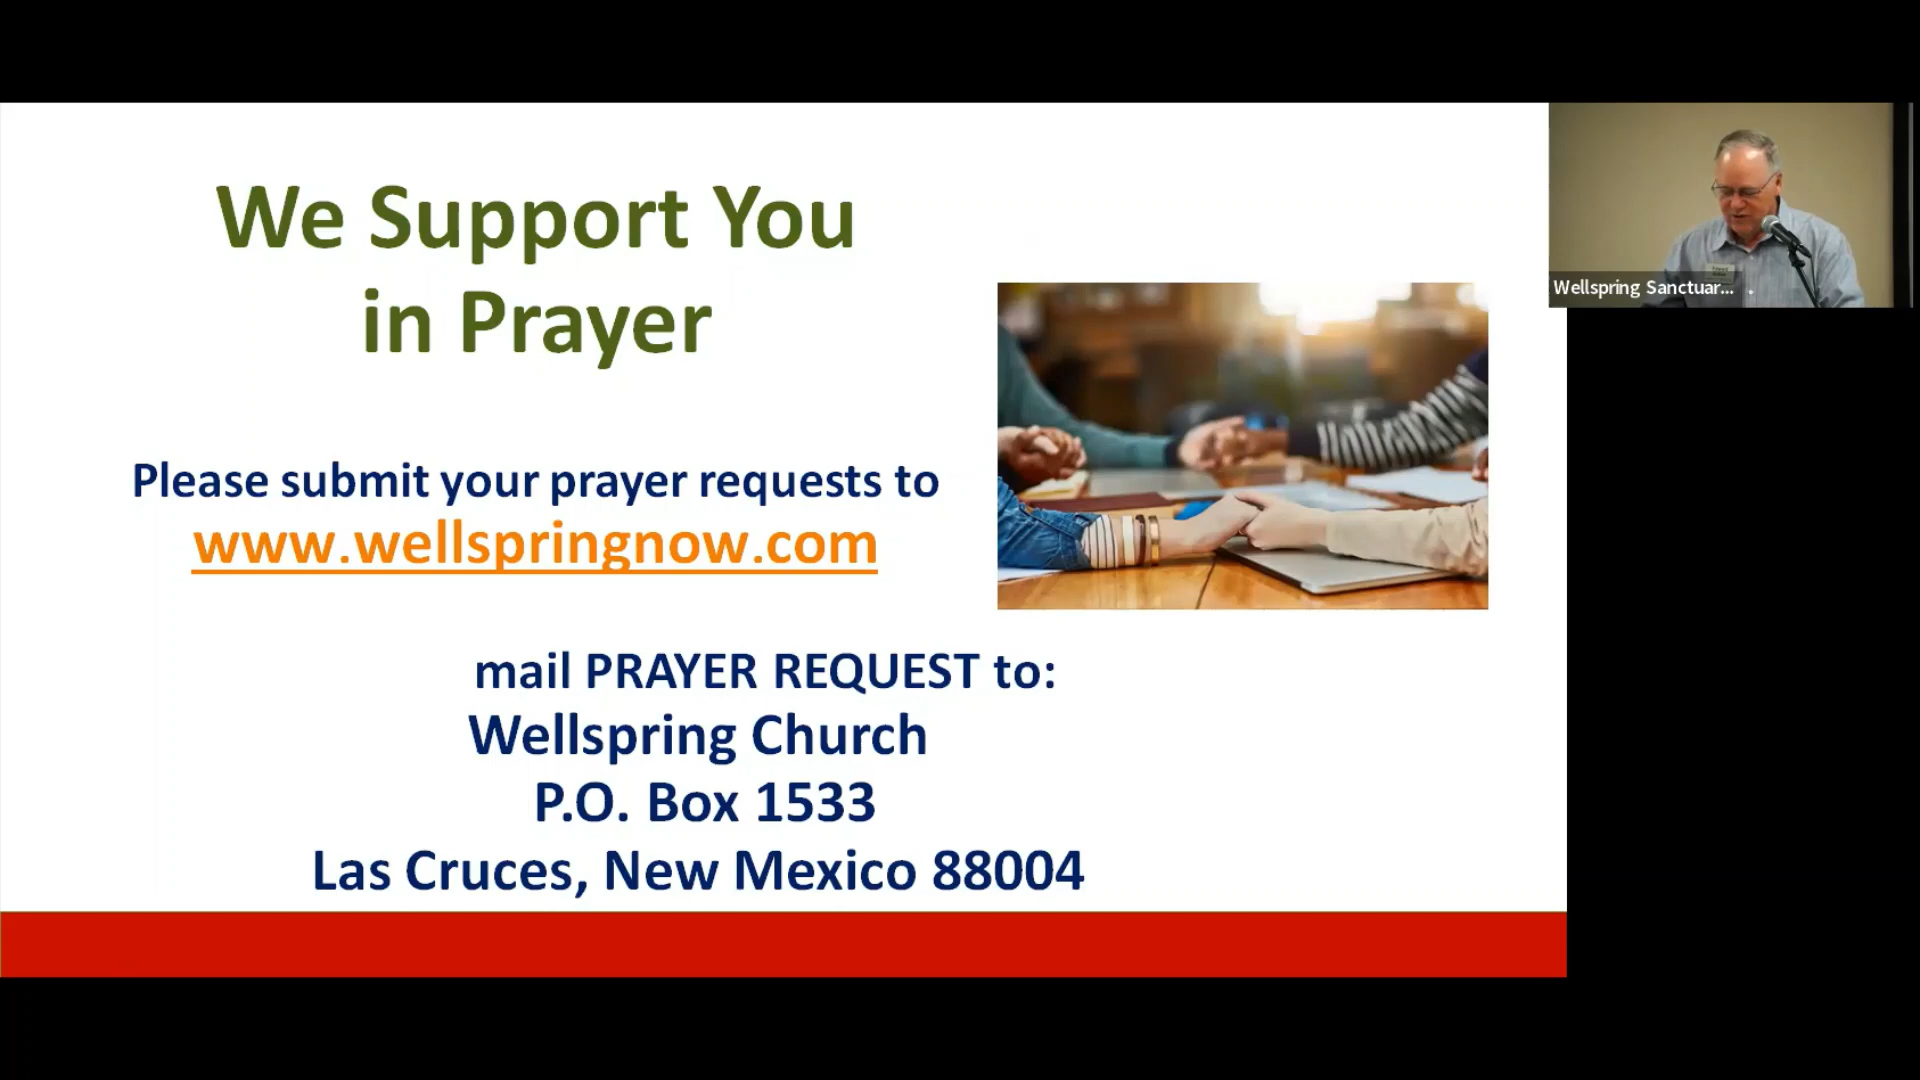 We Support You
in Prayer
Please submit your prayer requests to
www.wellspringnow.com
mail PRAYER REQUEST to:
Wellspring Church
P.O. Box 1533
Las Cruces, New Mexico 88004
Wellspring Sanctuar...